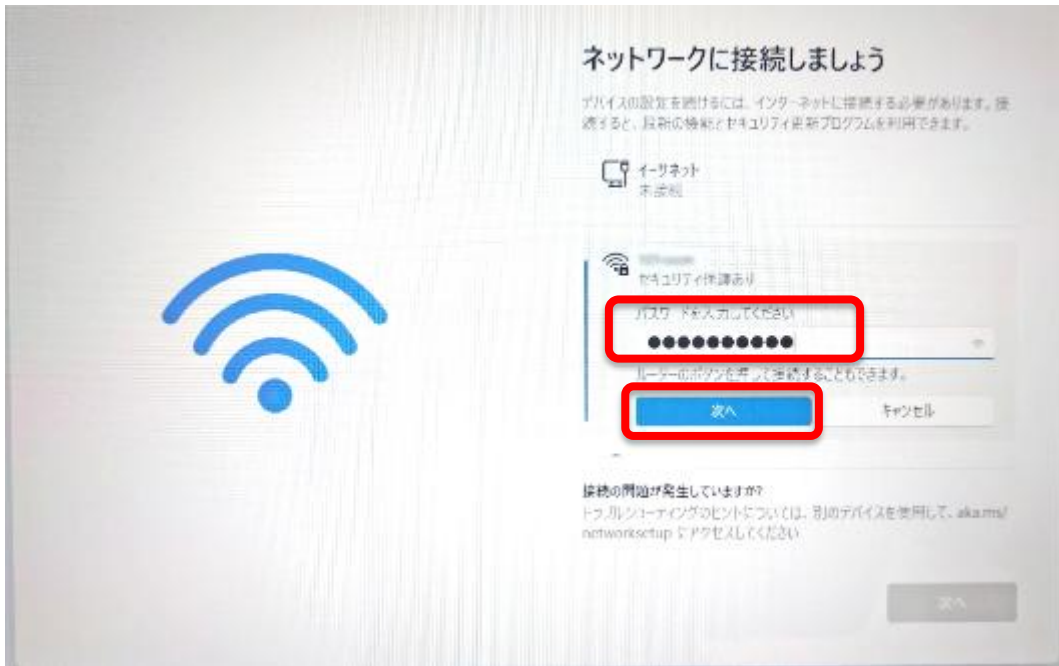 ネットワークに接続しましょう
デバイスの設定を続けるには、インターネットに接続する必要があります。接
続すると、最新の機能とセキュリティ更新プログラムを利用できます。
イーサネット
未接続
セキュリティ保護あり
パスワードを入力してください
●●●●●●●●●●
ルーターのボタンを押して接続することもできます。
次へ
キャンセル
接続の問題が発生していますか?
トラブルシューティングのヒントについては、別のデバイスを使用して、aka.ms/
networksetup にアクセスしてください
次へ